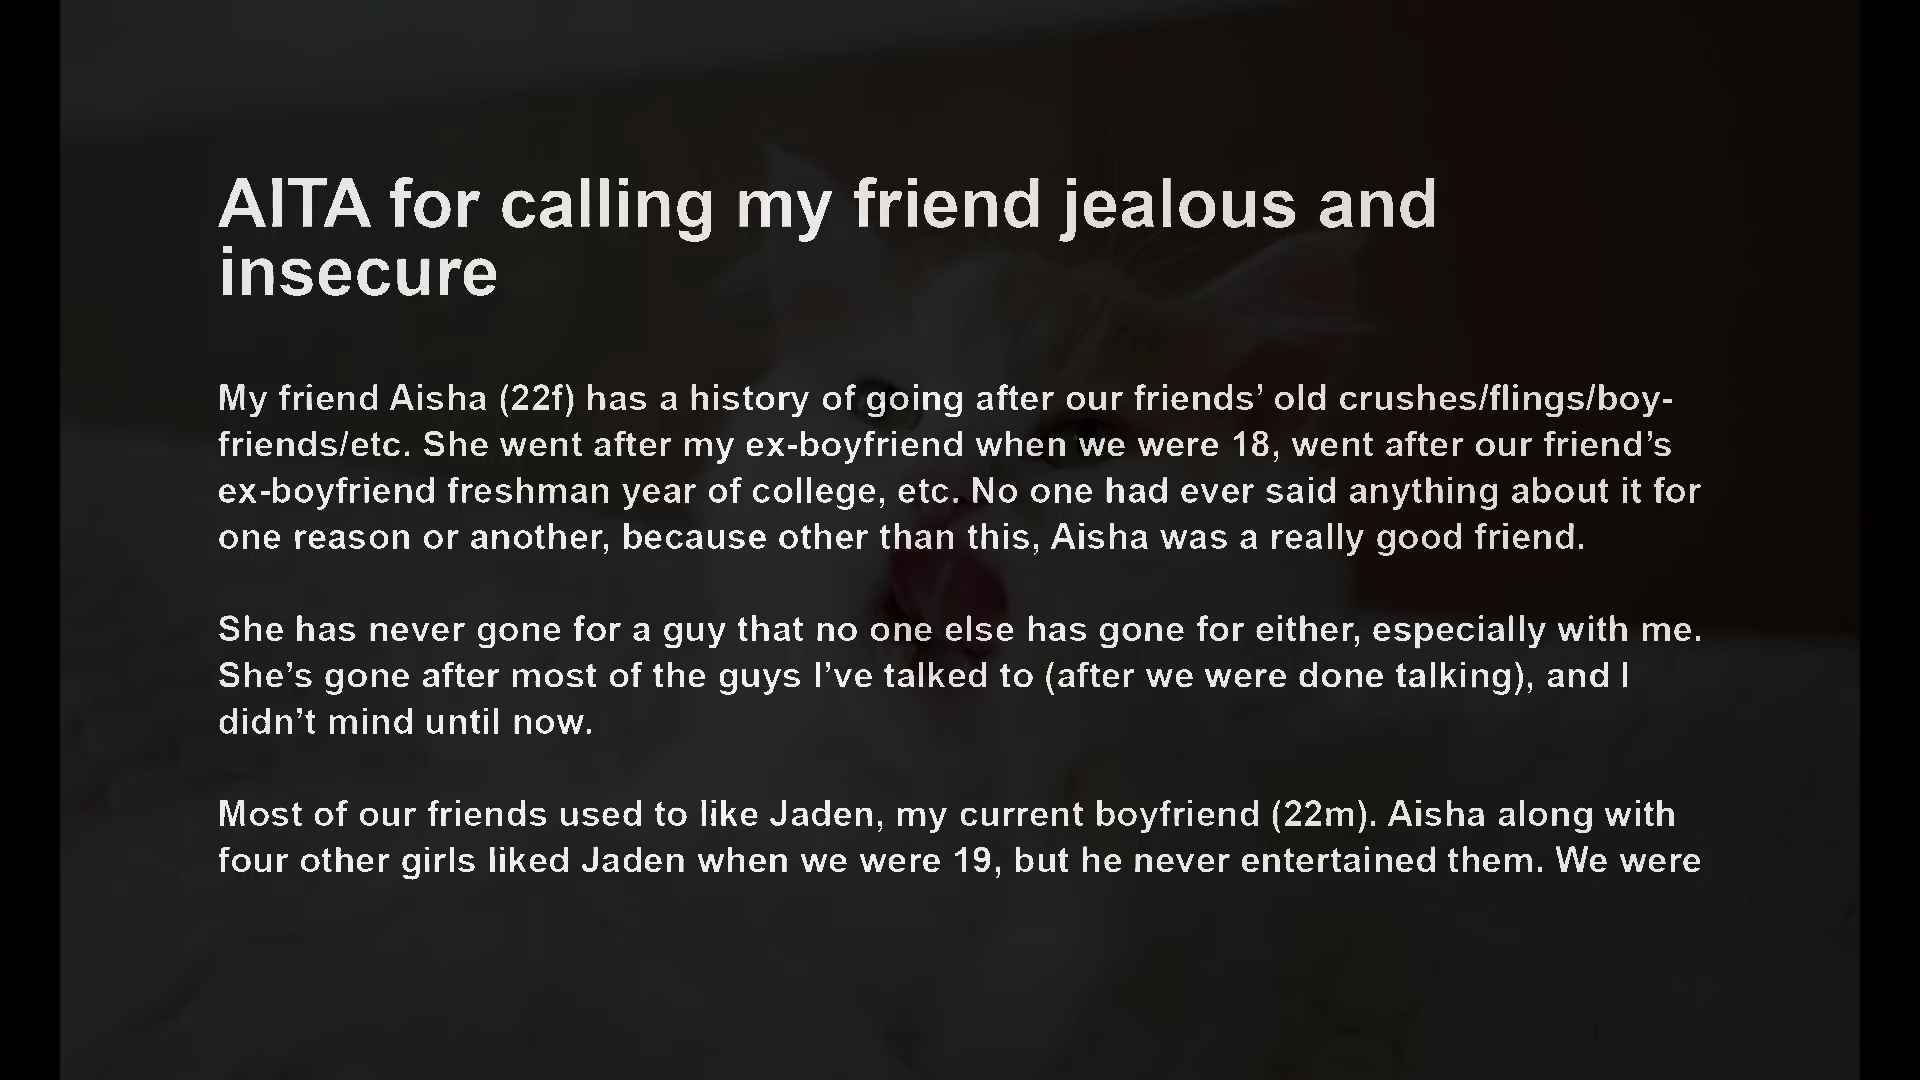 AITA for calling my friend jealous and
insecure
My friend Aisha (22f) has a history of going after our friends’ old crushes/flings/boy-
friends/etc. She went after my ex-boyfriend when we were 18, went after our friend’s
ex-boyfriend freshman year of college, etc. No one had ever said anything about it for
one reason or another, because other than this, Aisha was a really good friend.
She has never gone for a guy that no one else has gone for either, especially with me.
She’s gone after most of the guys I’ve talked to (after we were done talking), and I
didn’t mind until now.
Most of our friends used to like Jaden, my current boyfriend (22m). Aisha along with
four other girls liked Jaden when we were 19, but he never entertained them. We were